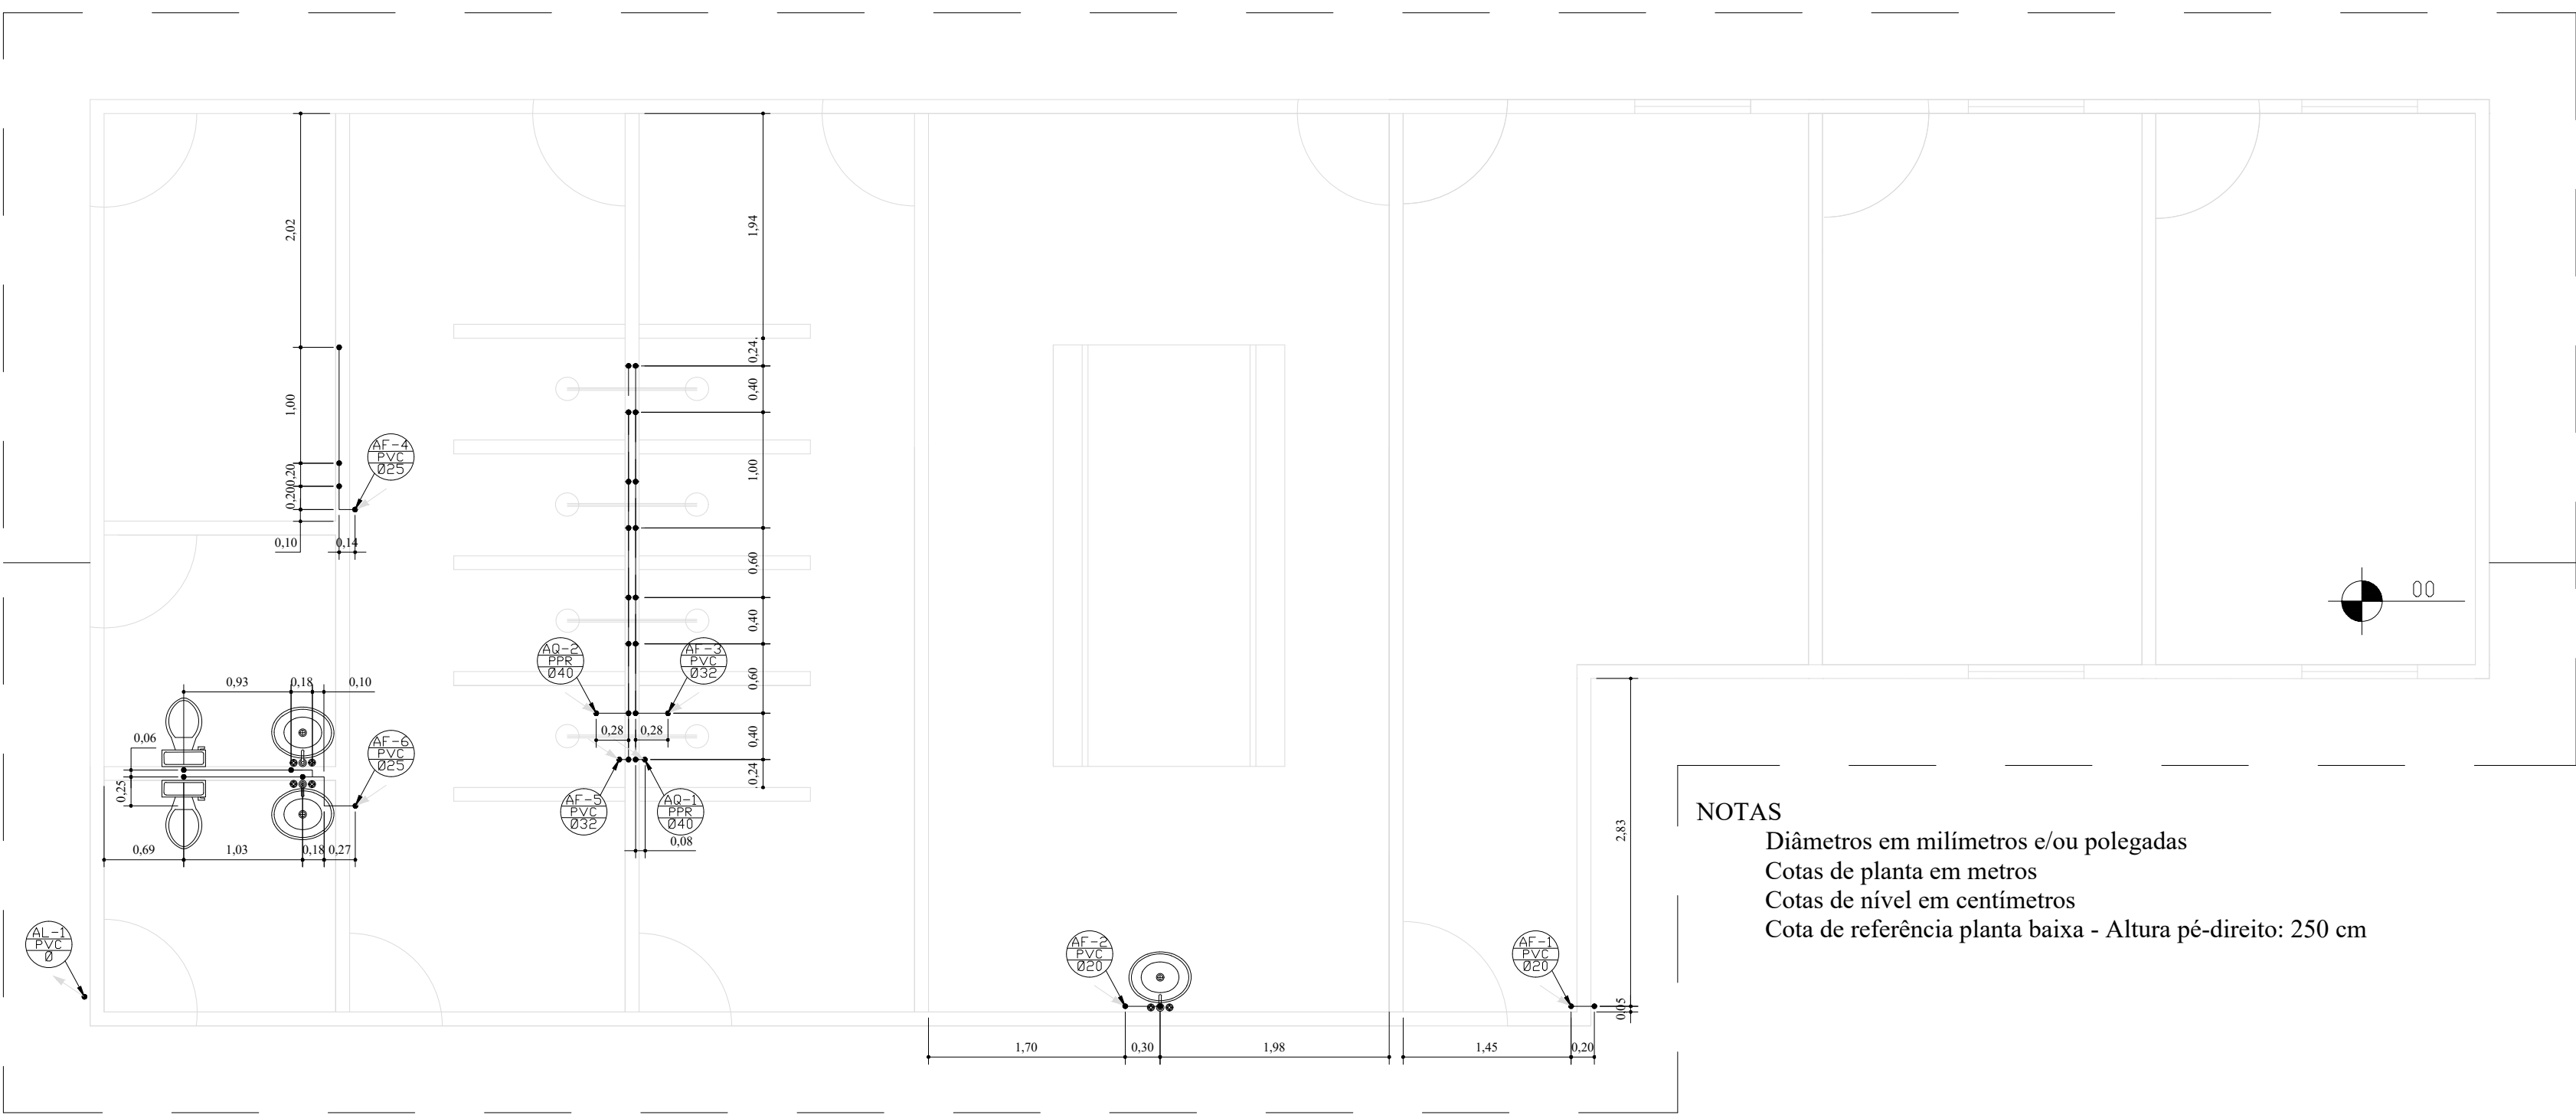 2,02
1,94
0,24
0,40
1,00
0,20
0,20
AF-4
PVC
Ø25
0,10
0,14
1,00
0,60
0,40
0,60
0,40
0,24
AQ-2
PPR
Ø40
AF-3
PVC
Ø32
0,28
0,28
AF-5
PVC
Ø32
AQ-1
PPR
Ø40
0,08
0,93
0,18
0,10
0,06
0,25
AF-6
PVC
Ø25
0,69
1,03
0,18
0,27
AL-1
PVC
Ø
AF-2
PVC
Ø20
1,70
0,30
1,98
AF-1
PVC
Ø20
1,45
0,20
2,83
0,05
00
NOTAS
Diâmetros em milímetros e/ou polegadas
Cotas de planta em metros
Cotas de nível em centímetros
Cota de referência planta baixa - Altura pé-direito: 250 cm